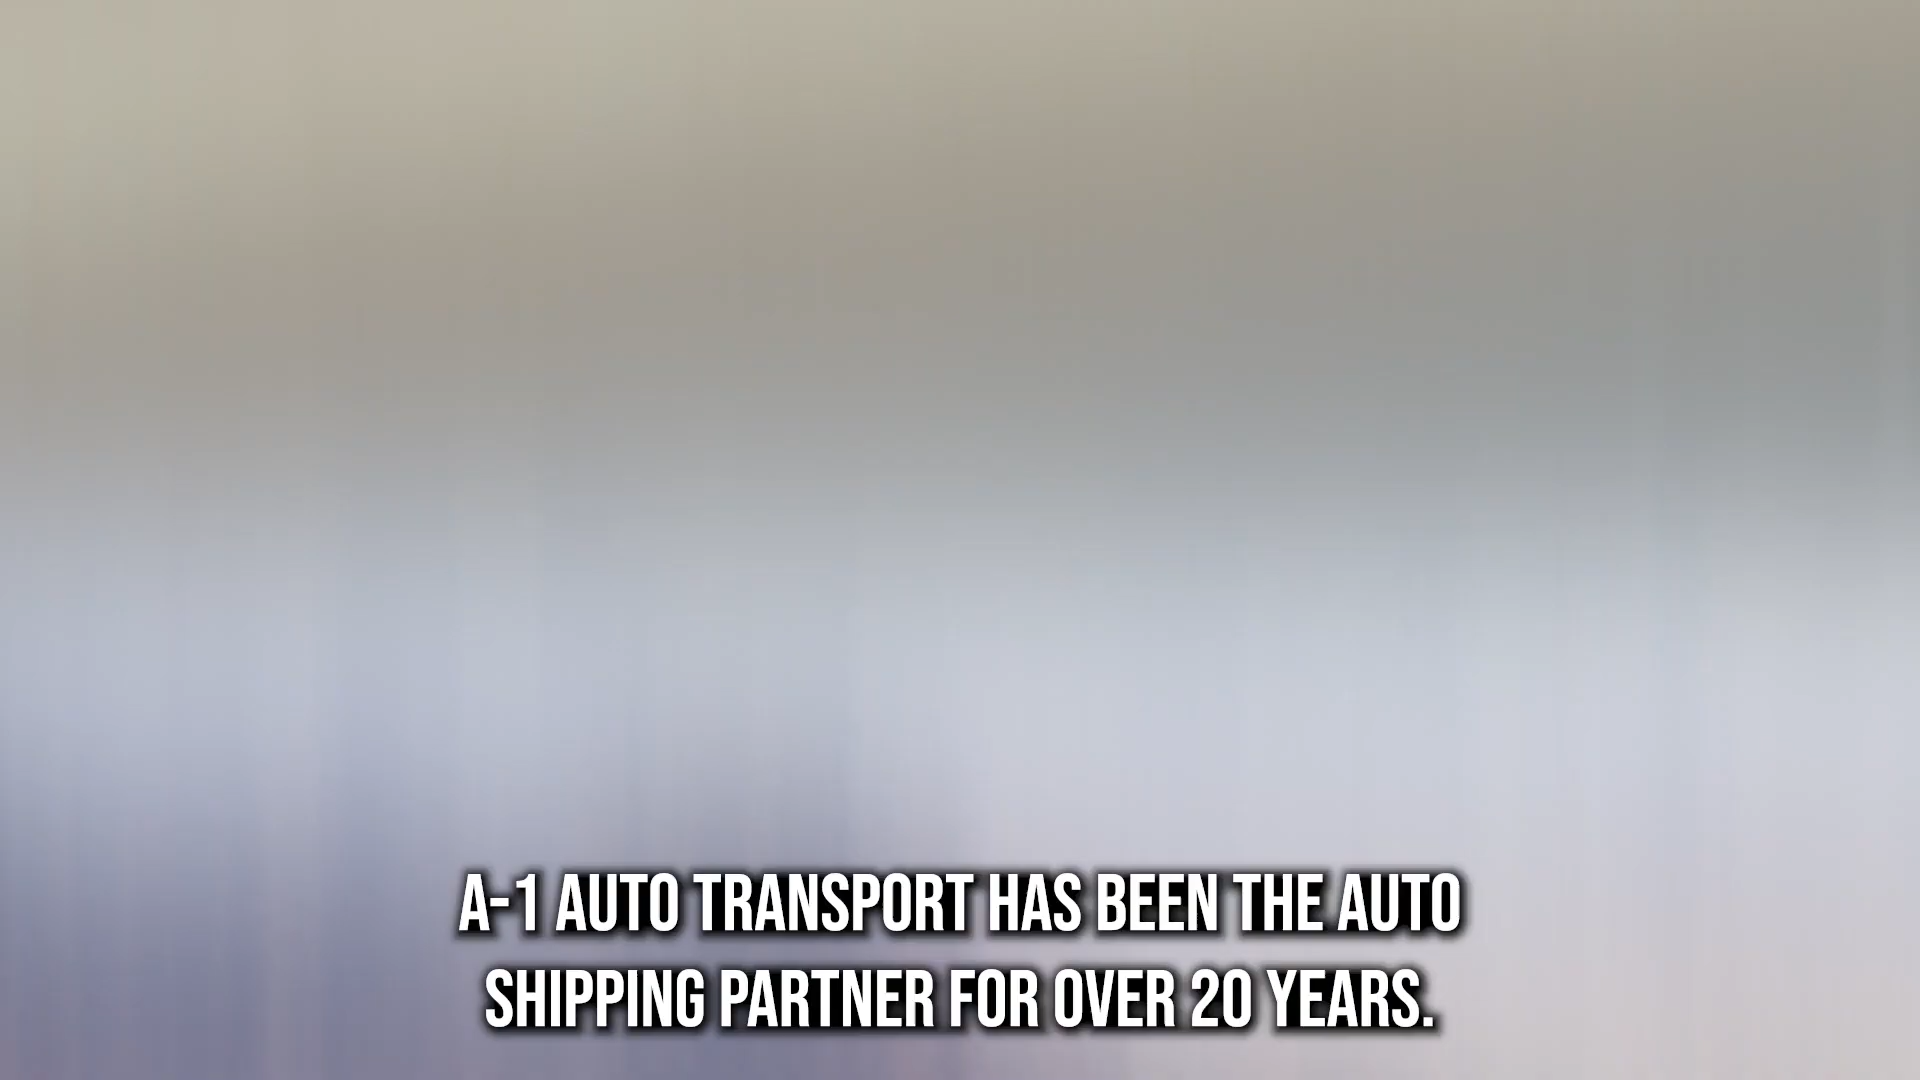 A-1 AUTO TRANSPORT HAS BEEN THE AUTO
SHIPPING PARTNER FOR OVER 20 YEARS.